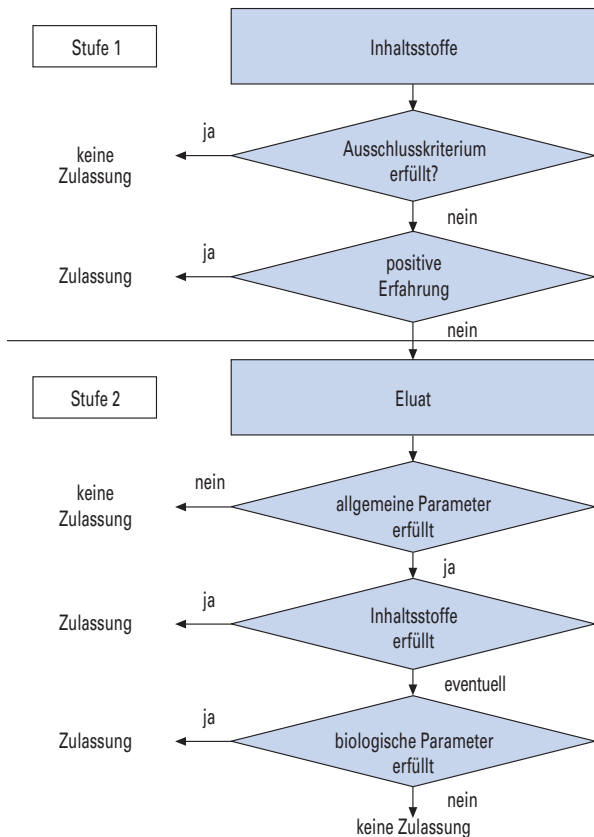 Stufe 1
Inhaltsstoffe
ja
keine
Zulassung
Ausschlusskriterium
erfüllt?
nein
ja
Zulassung
positive
Erfahrung
nein
Stufe 2
Eluat
nein
keine
Zulassung
allgemeine Parameter
erfüllt
ja
ja
Zulassung
Inhaltsstoffe
erfüllt
eventuell
ja
Zulassung
biologische Parameter
erfüllt
nein
keine Zulassung